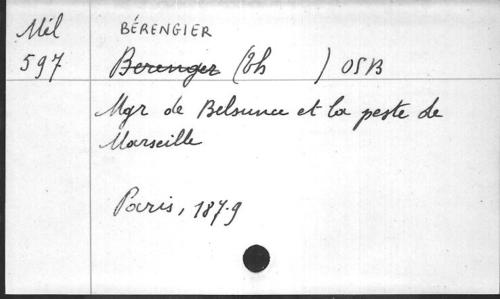 Mél
BÉRENGIER
597
Berenger (Th ) OSB
Mgr de Belsunce et la peste de
Marseille
Paris, 1879